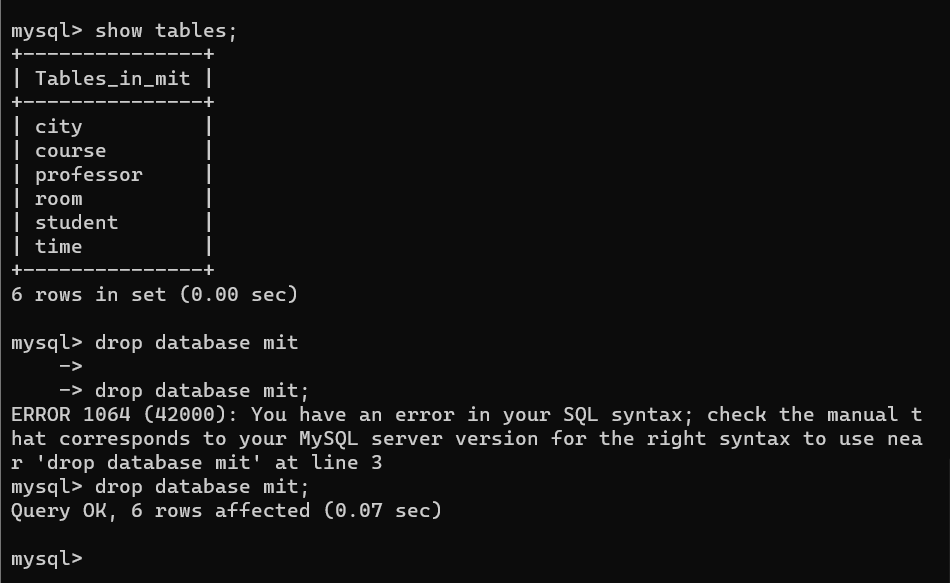 mysql> show tables;
+---------------+
| Tables_in_mit |
+---------------+
| city          |
| course        |
| professor     |
| room          |
| student       |
| time          |
+---------------+
6 rows in set (0.00 sec)

mysql> drop database mit
    ->
    -> drop database mit;
ERROR 1064 (42000): You have an error in your SQL syntax; check the manual t
hat corresponds to your MySQL server version for the right syntax to use nea
r 'drop database mit' at line 3
mysql> drop database mit;
Query OK, 6 rows affected (0.07 sec)

mysql>